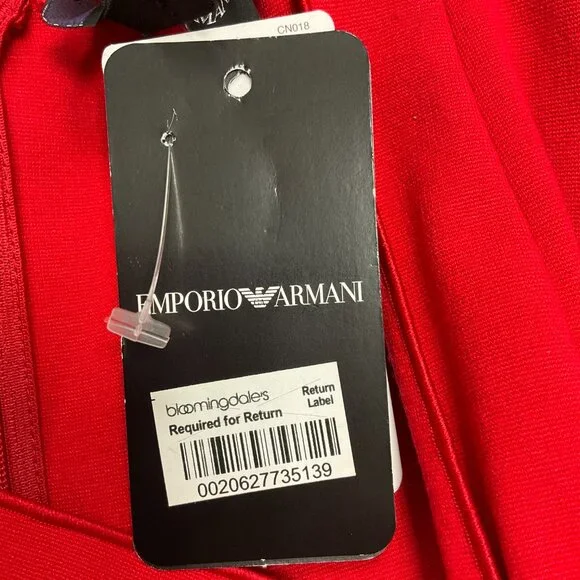 CN018
EMPORIO ARMANI
bloomingdale's
Return
Label
Required for Return
0020627735139